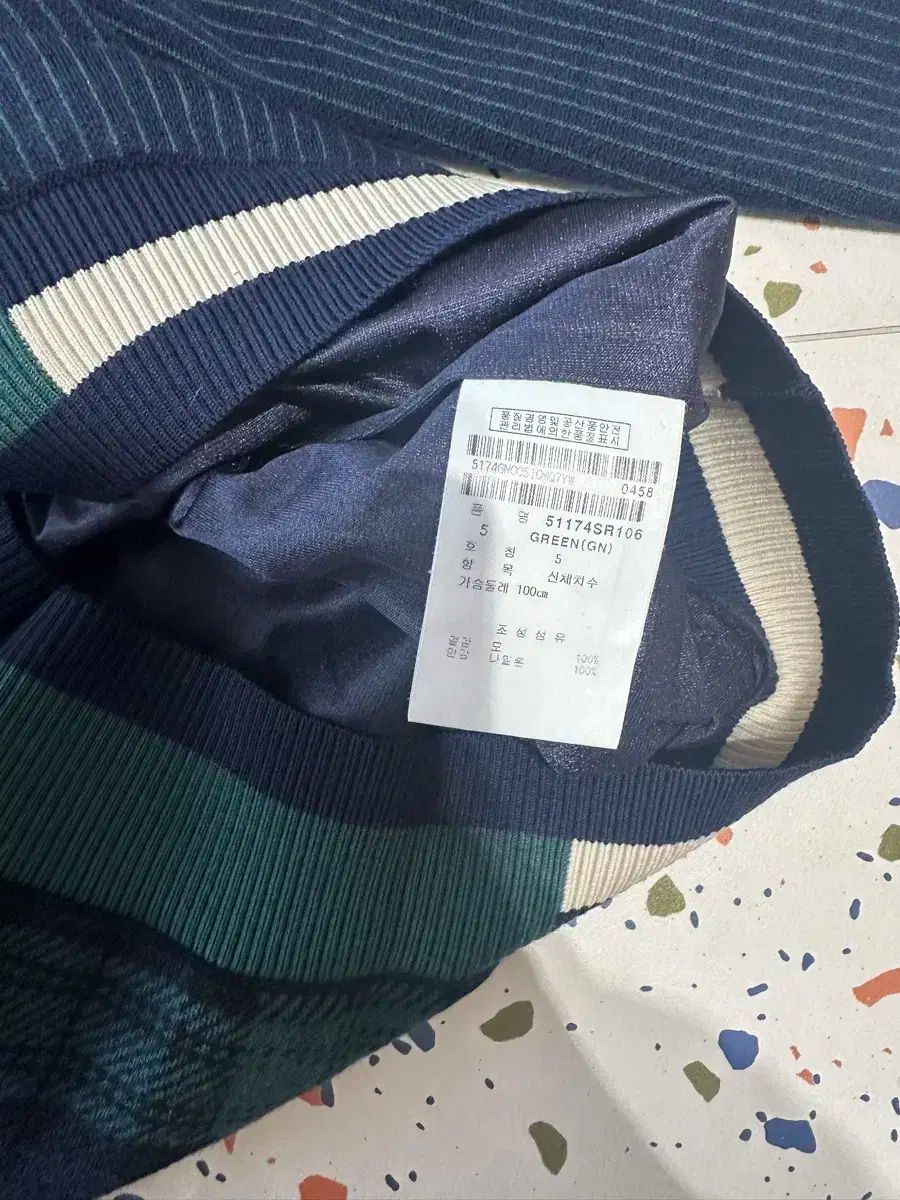 품질경영및공산품안전
관리법에의한품질표시
0458
품 명 51174SR106
5 GREEN(GN)
호 칭 5
항 목 신체치수
가슴둘레 100㎝
조 성 섬 유
겉감 모 100%
안감 나일론 100%